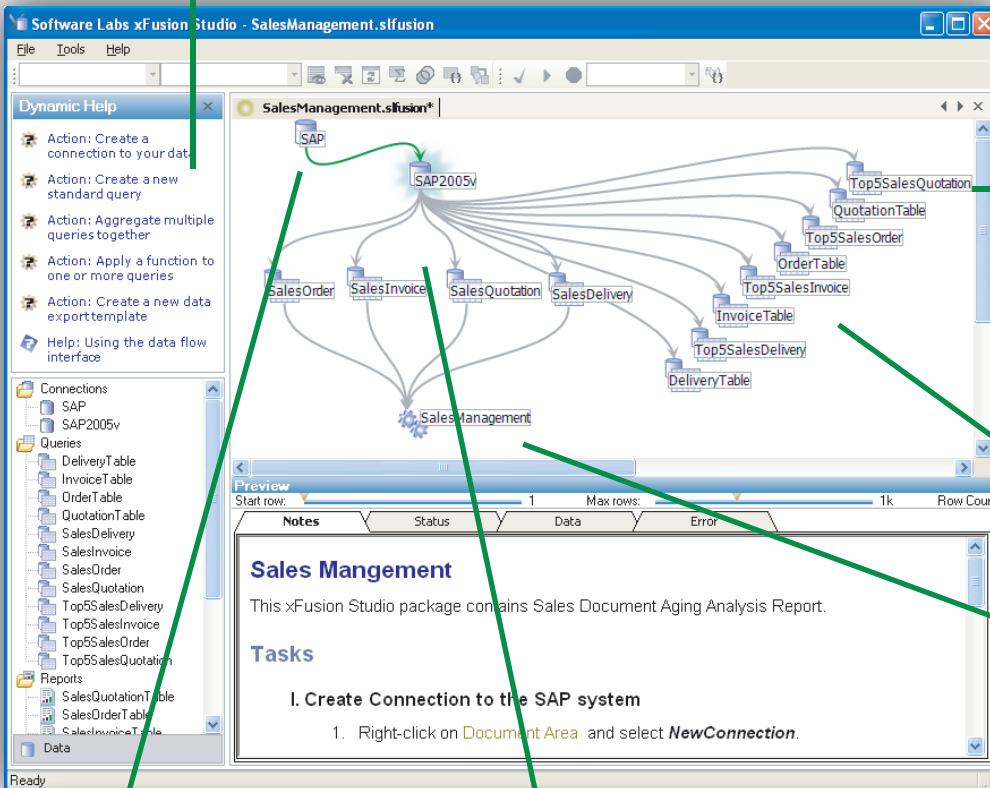 Software Labs xFusion Studio - SalesManagement.slfusion
File Tools Help
Dynamic Help
Action: Create a
connection to your data
Action: Create a new
standard query
Action: Aggregate multiple
queries together
Action: Apply a function to
one or more queries
Action: Create a new data
export template
Help: Using the data flow
interface
Connections
SAP
SAP2005v
Queries
DeliveryTable
InvoiceTable
OrderTable
QuotationTable
SalesDelivery
SalesInvoice
SalesOrder
SalesQuotation
Top5SalesDelivery
Top5SalesInvoice
Top5SalesOrder
Top5SalesQuotation
Reports
SalesQuotationTable
SalesOrderTable
SalesInvoiceTable
Data
Ready
SalesManagement.slfusion*
SAP
SAP2005v
Top5SalesQuotation
QuotationTable
Top5SalesOrder
OrderTable
Top5SalesInvoice
InvoiceTable
Top5SalesDelivery
DeliveryTable
SalesOrder
SalesInvoice
SalesQuotation
SalesDelivery
SalesManagement
Preview
Start row: 1 Max rows: 1k Row Coun
Notes Status Data Error
Sales Mangement
This xFusion Studio package contains Sales Document Aging Analysis Report.
Tasks
I. Create Connection to the SAP system
1. Right-click on Document Area and select NewConnection.